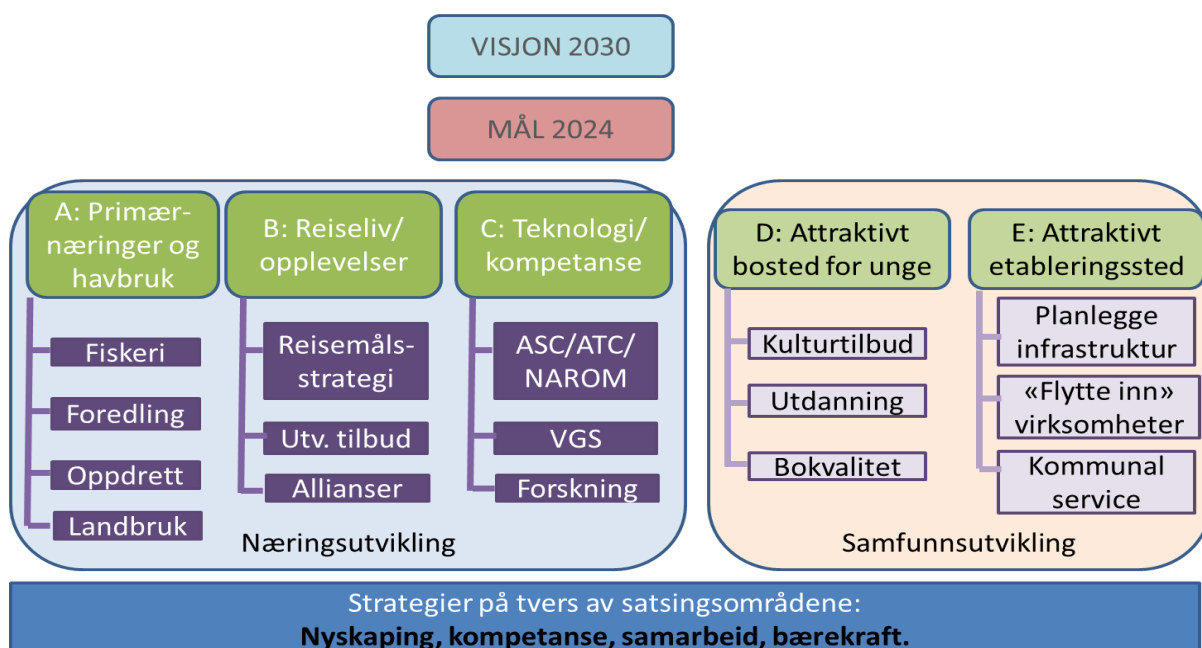 VISJON 2030
MÅL 2024
A: Primær-
næringer og
havbruk
Fiskeri
Foredling
Oppdrett
Landbruk
B: Reiseliv/
opplevelser
Reisemåls-
strategi
Utv. tilbud
Allianser
C: Teknologi/
kompetanse
ASC/ATC/
NAROM
VGS
Forskning
Næringsutvikling
D: Attraktivt
bosted for unge
Kulturtilbud
Utdanning
Bokvalitet
E: Attraktivt
etableringssted
Planlegge
infrastruktur
«Flytte inn»
virksomheter
Kommunal
service
Samfunnsutvikling
Strategier på tvers av satsingsområdene:
Nyskaping, kompetanse, samarbeid, bærekraft.